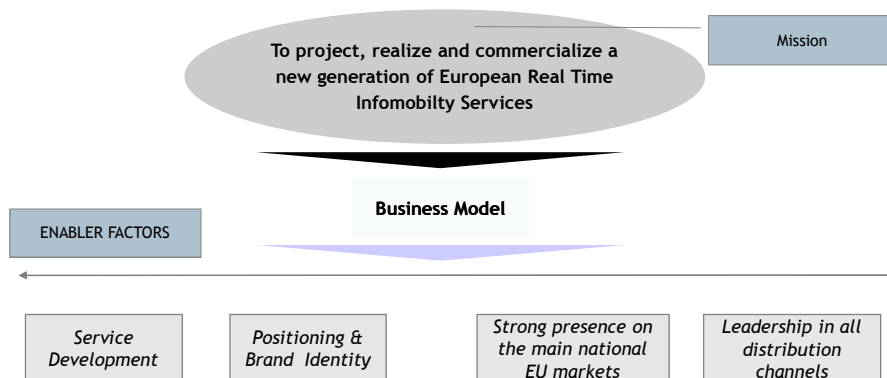 To project, realize and commercialize a
new generation of European Real Time
Infomobilty Services
Mission
Business Model
ENABLER FACTORS
Service
Development
Positioning &
Brand Identity
Strong presence on
the main national
EU markets
Leadership in all
distribution
channels